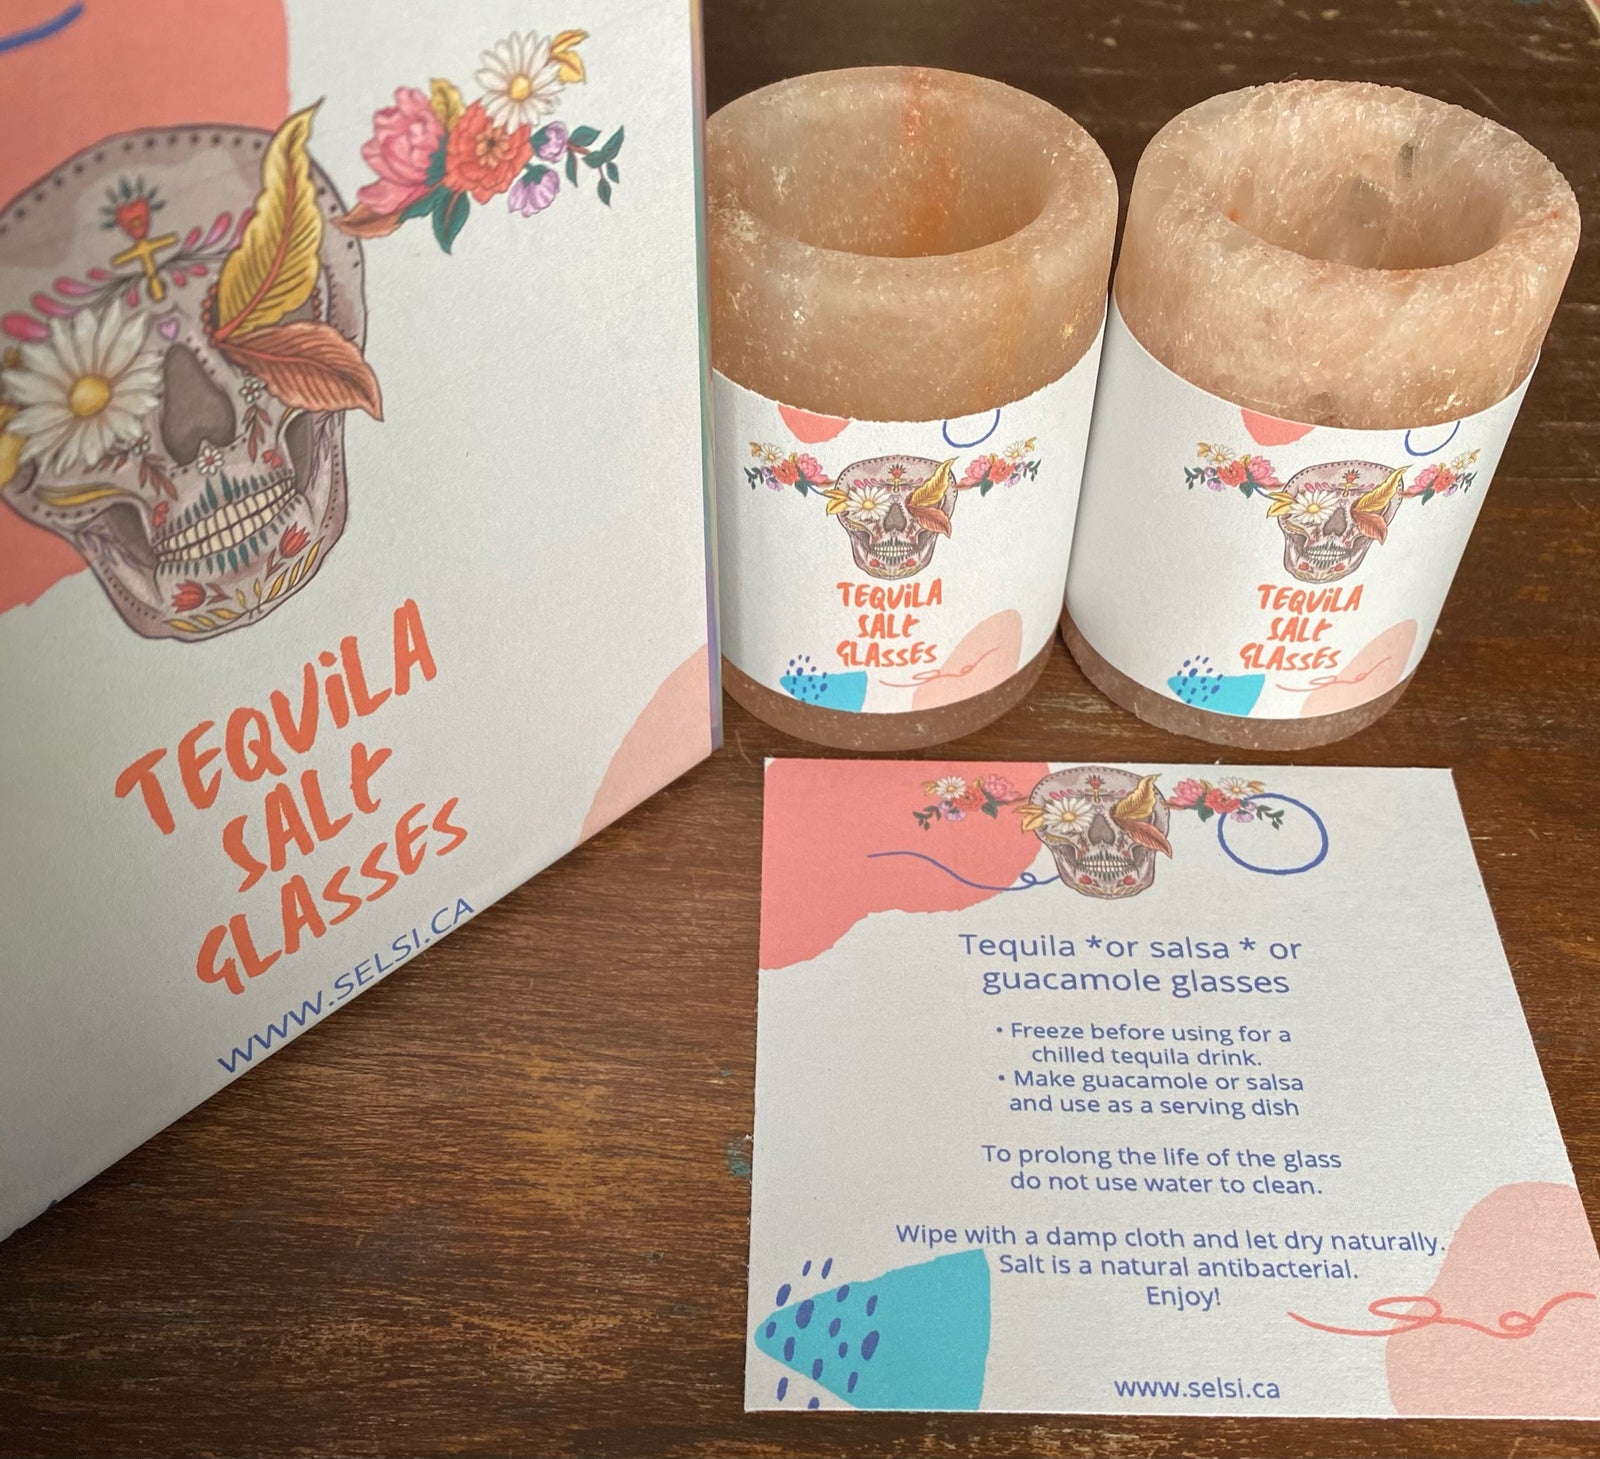 TEQUILA
SALT
GLASSES
WWW.SELSI.CA
TEQUILA
SALT
GLASSES
TEQUILA
SALT
GLASSES
Tequila *or salsa * or
guacamole glasses
• Freeze before using for a
chilled tequila drink.
• Make guacamole or salsa
and use as a serving dish
To prolong the life of the glass
do not use water to clean.
Wipe with a damp cloth and let dry naturally.
Salt is a natural antibacterial.
Enjoy!
www.selsi.ca